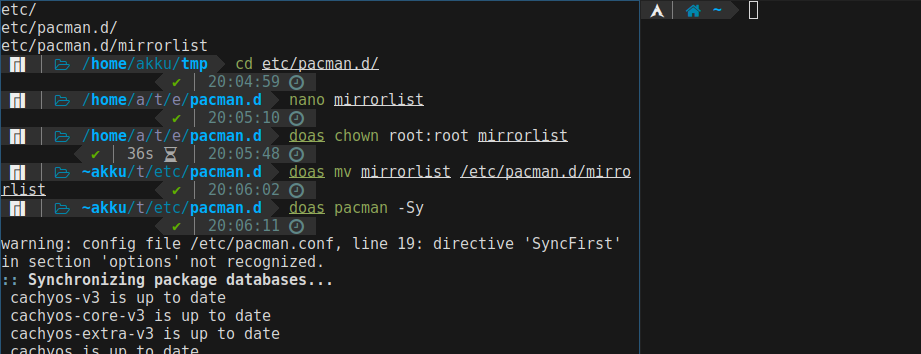 etc/
etc/pacman.d/
etc/pacman.d/mirrorlist
/home/akku/tmp cd etc/pacman.d/
✔ | 20:04:59
/home/a/t/e/pacman.d nano mirrorlist
✔ | 20:05:10
/home/a/t/e/pacman.d doas chown root:root mirrorlist
✔ | 36s | 20:05:48
~akku/t/etc/pacman.d doas mv mirrorlist /etc/pacman.d/mirro
rlist ✔ | 20:06:02
~akku/t/etc/pacman.d doas pacman -Sy
✔ | 20:06:11
warning: config file /etc/pacman.conf, line 19: directive 'SyncFirst'
in section 'options' not recognized.
:: Synchronizing package databases...
cachyos-v3 is up to date
cachyos-core-v3 is up to date
cachyos-extra-v3 is up to date
cachyos is up to date
~